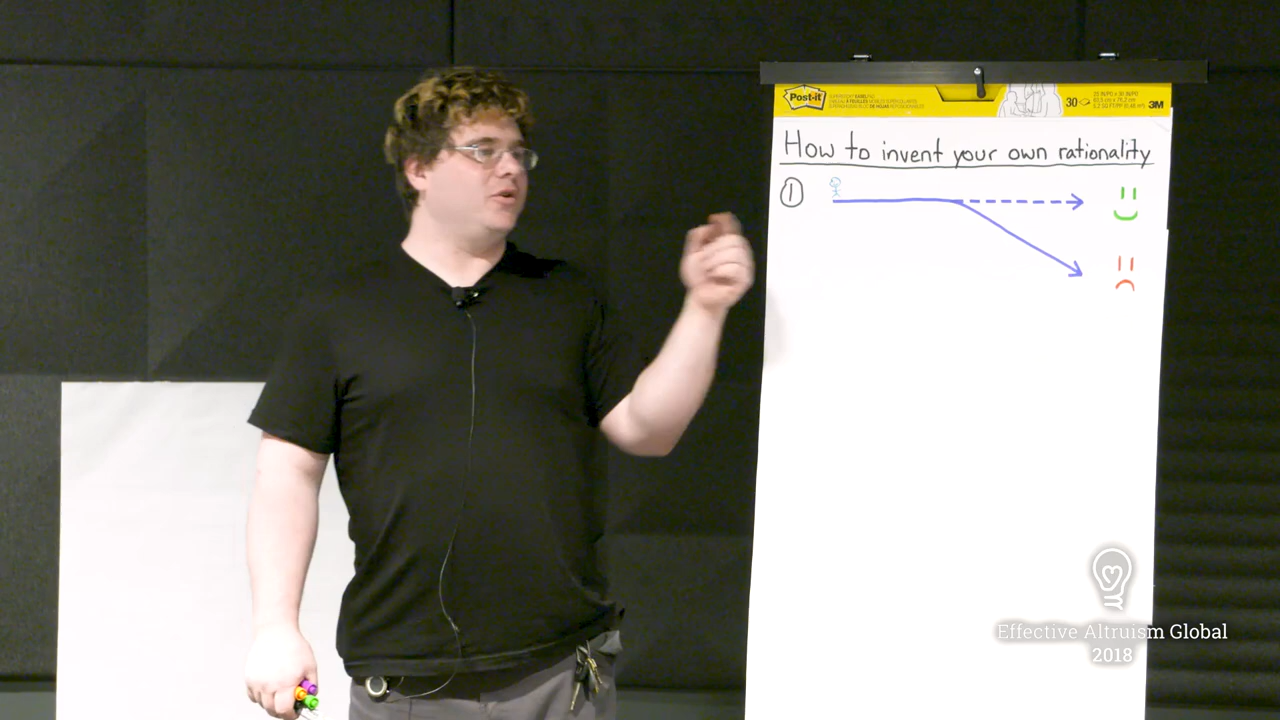 Post-it
30
3M
How to invent your own rationality
1
Effective Altruism Global
2018